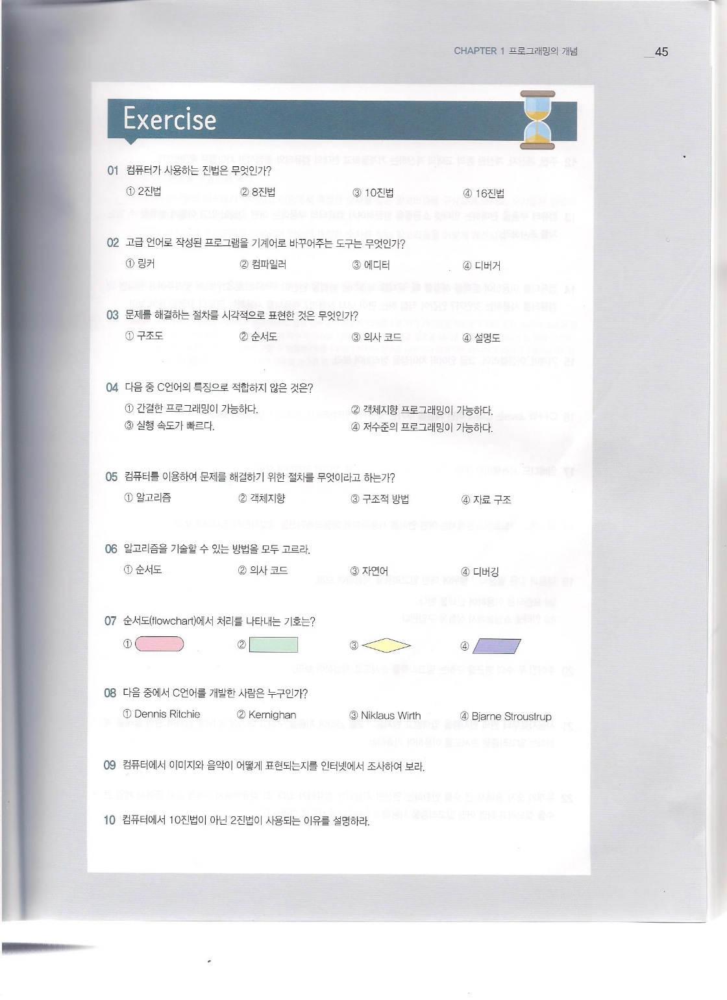 CHAPTER 1 프로그래밍의 개념 __45
Exercise
01 컴퓨터가 사용하는 진법은 무엇인가?
① 2진법 ② 8진법 ③ 10진법 ④ 16진법
02 고급 언어로 작성된 프로그램을 기계어로 바꾸어주는 도구는 무엇인가?
① 링커 ② 컴파일러 ③ 에디터 ④ 디버거
03 문제를 해결하는 절차를 시각적으로 표현한 것은 무엇인가?
① 구조도 ② 순서도 ③ 의사 코드 ④ 설명도
04 다음 중 C언어의 특징으로 적합하지 않은 것은?
① 간결한 프로그래밍이 가능하다. ② 객체지향 프로그래밍이 가능하다.
③ 실행 속도가 빠르다. ④ 저수준의 프로그래밍이 가능하다.
05 컴퓨터를 이용하여 문제를 해결하기 위한 절차를 무엇이라고 하는가?
① 알고리즘 ② 객체지향 ③ 구조적 방법 ④ 자료 구조
06 알고리즘을 기술할 수 있는 방법을 모두 고르라.
① 순서도 ② 의사 코드 ③ 자연어 ④ 디버깅
07 순서도(flowchart)에서 처리를 나타내는 기호는?
① ② ③ ④
08 다음 중에서 C언어를 개발한 사람은 누구인가?
① Dennis Ritchie ② Kernighan ③ Niklaus Wirth ④ Bjarne Stroustrup
09 컴퓨터에서 이미지와 음악이 어떻게 표현되는지를 인터넷에서 조사하여 보라.
10 컴퓨터에서 10진법이 아닌 2진법이 사용되는 이유를 설명하라.